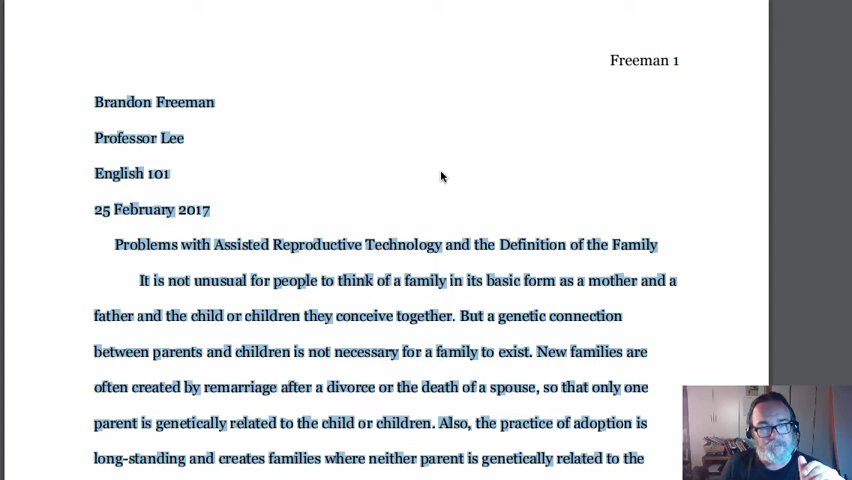 Freeman 1
Brandon Freeman
Professor Lee
English 101
25 February 2017
Problems with Assisted Reproductive Technology and the Definition of the Family
It is not unusual for people to think of a family in its basic form as a mother and a
father and the child or children they conceive together. But a genetic connection
between parents and children is not necessary for a family to exist. New families are
often created by remarriage after a divorce or the death of a spouse, so that only one
parent is genetically related to the child or children. Also, the practice of adoption is
long-standing and creates families where neither parent is genetically related to the